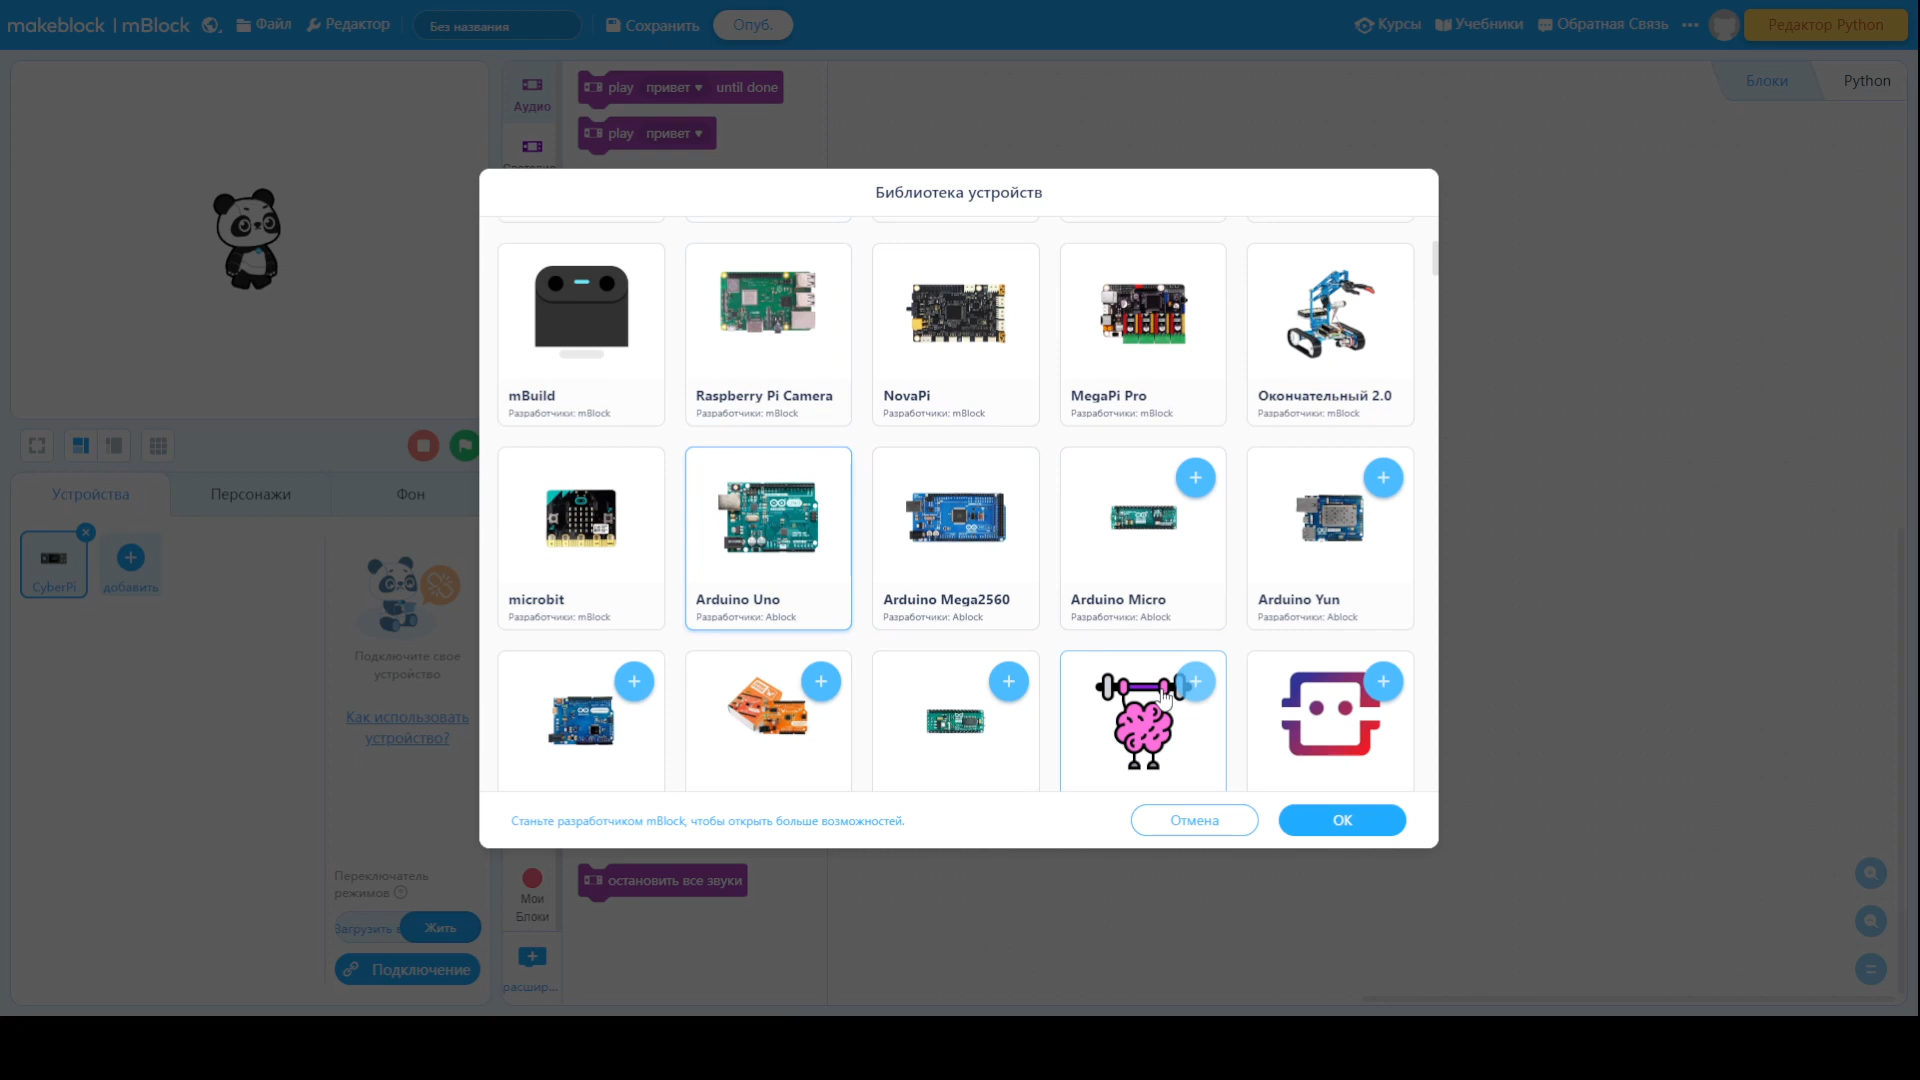 makeblock | mBlock
Файл
Редактор
Без названия
Сохранить
Опуб.
Курсы
Учебники
Обратная Связь
Редактор Python
Аудио
play привет until done
play привет
Блоки
Python
Библиотека устройств
mBuild
Разработчики: mBlock
Raspberry Pi Camera
Разработчики: mBlock
NovaPi
Разработчики: mBlock
MegaPi Pro
Разработчики: mBlock
Окончательный 2.0
Разработчики: mBlock
microbit
Разработчики: mBlock
Arduino Uno
Разработчики: Ablock
Arduino Mega2560
Разработчики: Ablock
Arduino Micro
Разработчики: Ablock
Arduino Yun
Разработчики: Ablock
Станьте разработчиком mBlock, чтобы открыть больше возможностей.
Отмена
ОК
Устройства
Персонажи
Фон
CyberPi
добавить
Подключите свое
устройство
Как использовать
устройство?
Переключатель
режимов
Загрузить в
Жить
Подключение
Мои
Блоки
расшир...
остановить все звуки